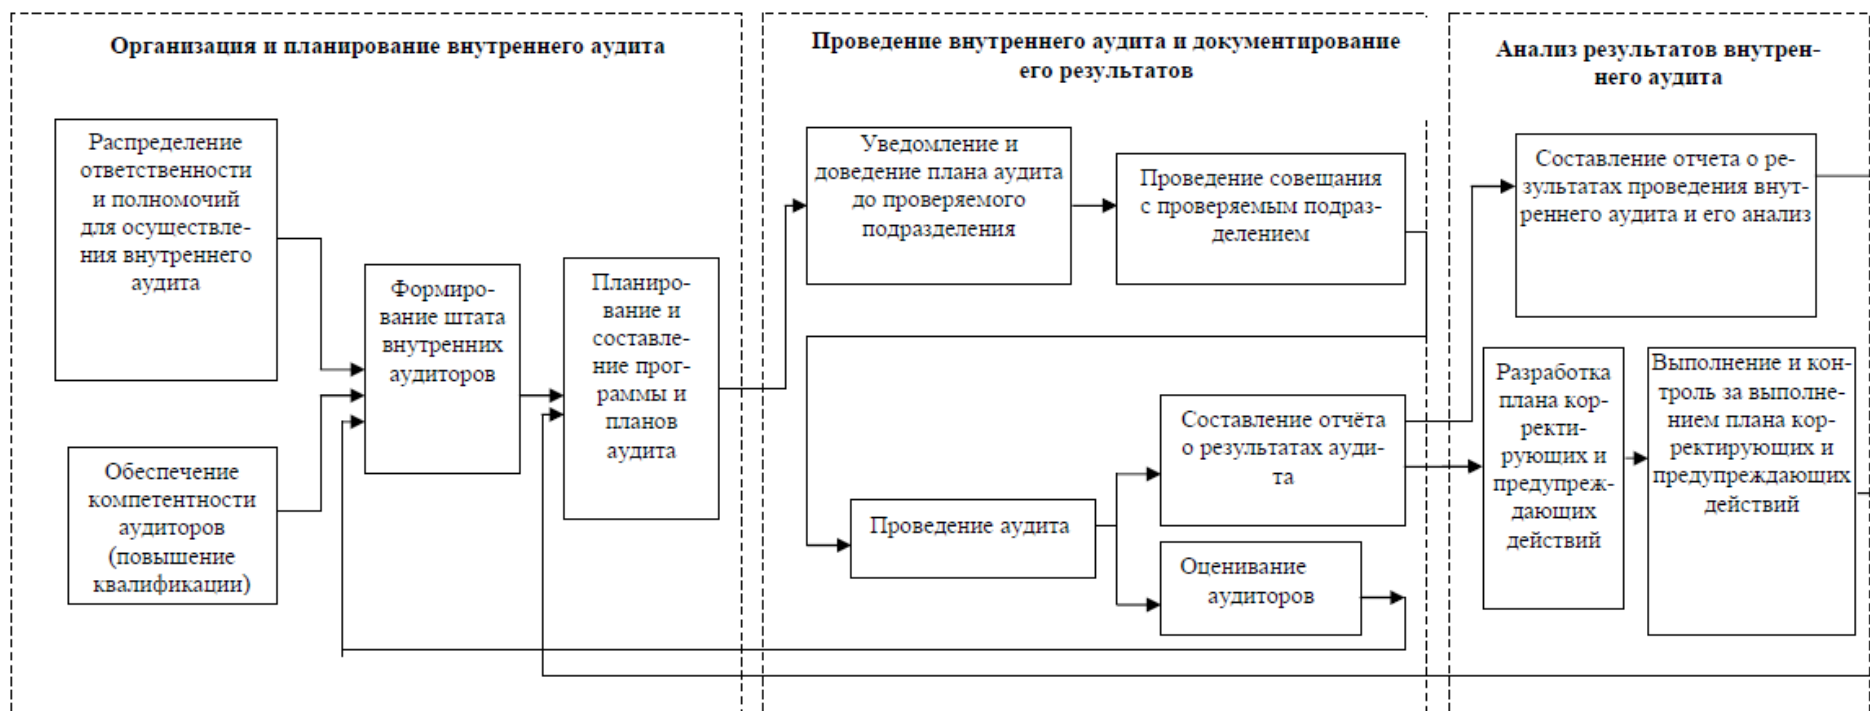 Организация и планирование внутреннего аудита
Распределение
ответственности
и полномочий
для осуществле-
ния внутреннего
аудита
Обеспечение
компетентности
аудиторов
(повышение
квалификации)
Формиро-
вание штата
внутренних
аудиторов
Планиро-
вание и
составле-
ние прог-
раммы и
планов
аудита
Проведение внутреннего аудита и документирование
его результатов
Уведомление и
доведение плана аудита
до проверяемого
подразделения
Проведение совещания
с проверяемым подраз-
делением
Проведение аудита
Составление отчёта
о результатах ауди-
та
Оценивание
аудиторов
Анализ результатов внутрен-
него аудита
Составление отчета о ре-
зультатах проведения внут-
реннего аудита и его анализ
Разработка
плана кор-
ректи-
рующих и
предупреж-
дающих
действий
Выполнение и кон-
троль за выполне-
нием плана кор-
ректирующих и
предупреждающих
действий